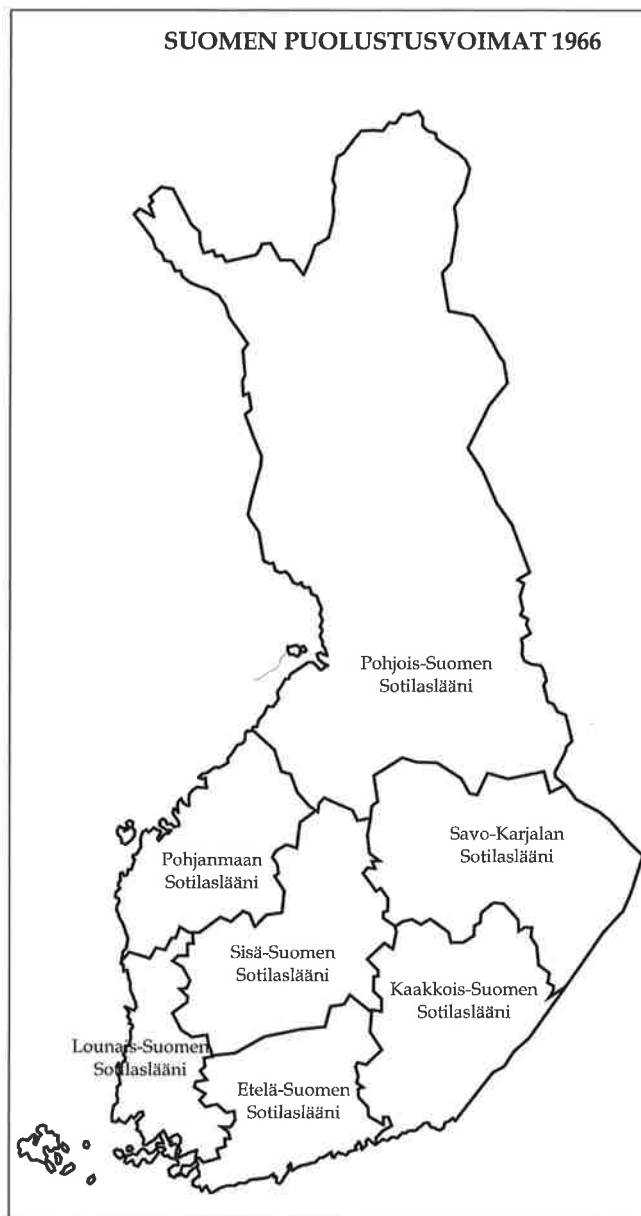 SUOMEN PUOLUSTUSVOIMAT 1966
Pohjois-Suomen
Sotilaslääni
Savo-Karjalan
Sotilaslääni
Pohjanmaan
Sotilaslääni
Sisä-Suomen
Sotilaslääni
Kaakkois-Suomen
Sotilaslääni
Lounais-Suomen
Sotilaslääni
Etelä-Suomen
Sotilaslääni